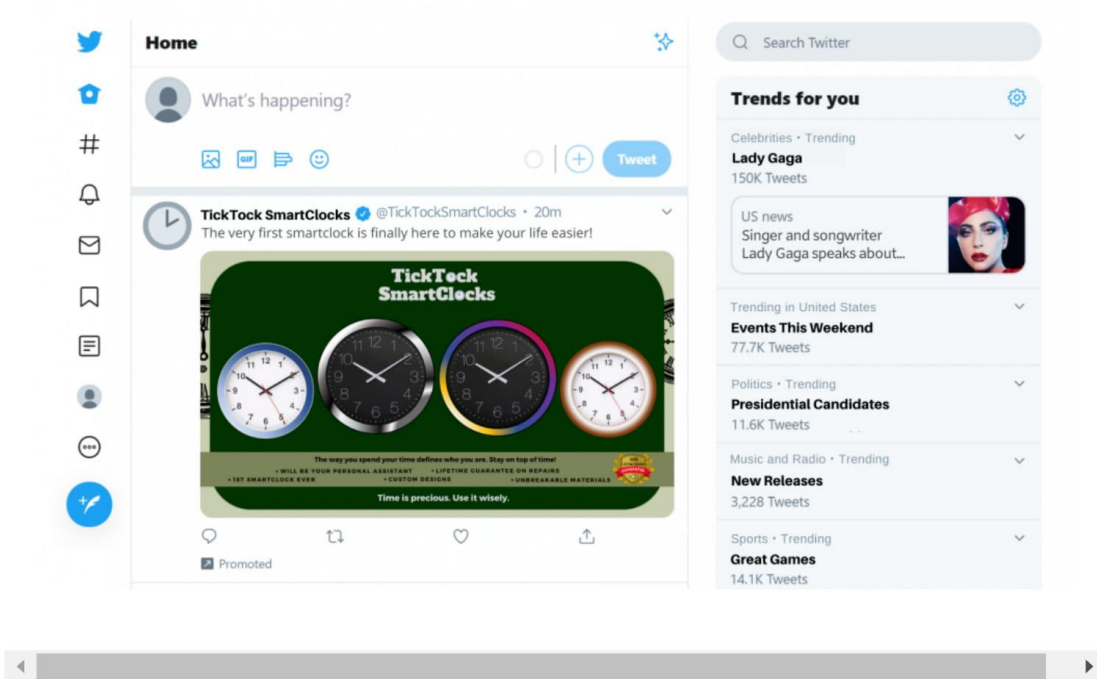 Home
What's happening?
GIF
Tweet
TickTock SmartClocks @TickTockSmartClocks · 20m
The very first smartclock is finally here to make your life easier!
TickTock
SmartClocks
The way you spend your time defines who you are. Stay on top of time!
• WILL BE YOUR PERSONAL ASSISTANT • LIFETIME GUARANTEE ON REPAIRS
• 1ST SMARTCLOCK EVER • CUSTOM DESIGNS • UNBREAKABLE MATERIALS
Time is precious. Use it wisely.
Promoted
Search Twitter
Trends for you
Celebrities · Trending
Lady Gaga
150K Tweets
US news
Singer and songwriter
Lady Gaga speaks about...
Trending in United States
Events This Weekend
77.7K Tweets
Politics · Trending
Presidential Candidates
11.6K Tweets
Music and Radio · Trending
New Releases
3,228 Tweets
Sports · Trending
Great Games
14.1K Tweets